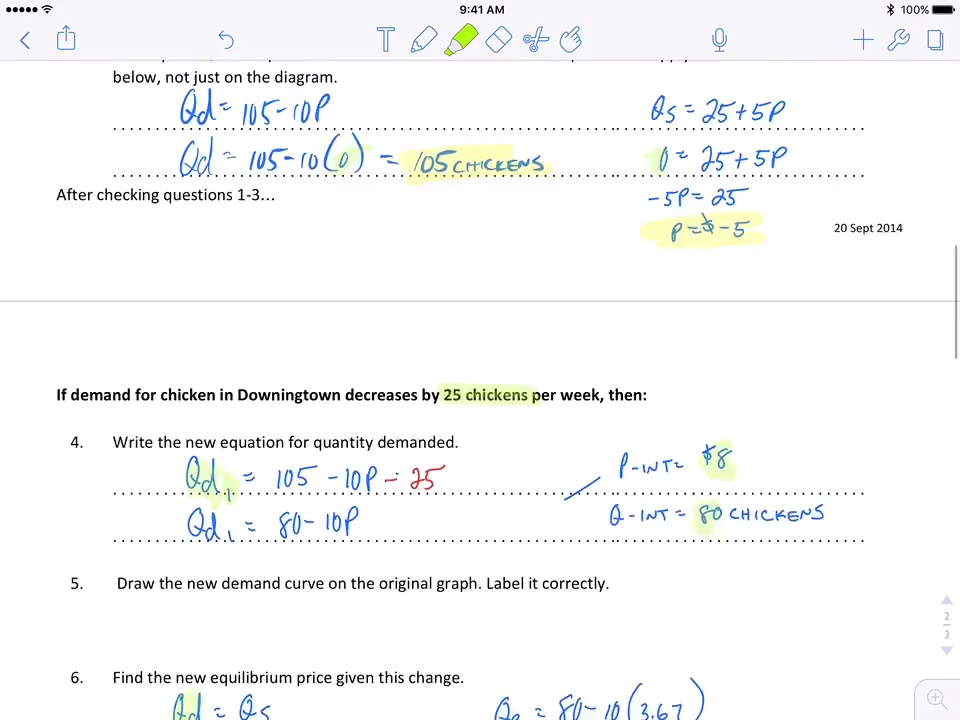 9:41 AM
100%
T
below, not just on the diagram.
Qd = 105-10P
Qs = 25+5P
Qd = 105-10(0) = 105 CHICKENS
0 = 25+5P
After checking questions 1-3...
-5P = 25
P = $-5
20 Sept 2014
If demand for chicken in Downingtown decreases by 25 chickens per week, then:
4. Write the new equation for quantity demanded.
P-INT = $8
Qd1 = 105 -10P -25
Q-INT = 80 CHICKENS
Qd1 = 80-10P
5. Draw the new demand curve on the original graph. Label it correctly.
2
3
6. Find the new equilibrium price given this change.
Qd = Qs
= 80-10(3.67)